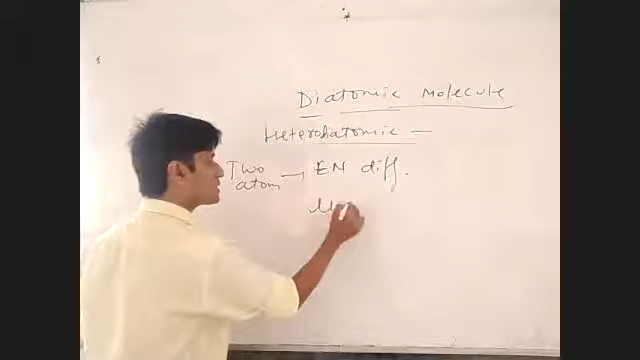 Diatomic Molecule
Heterodiatomic —
Two atom → EN diff.